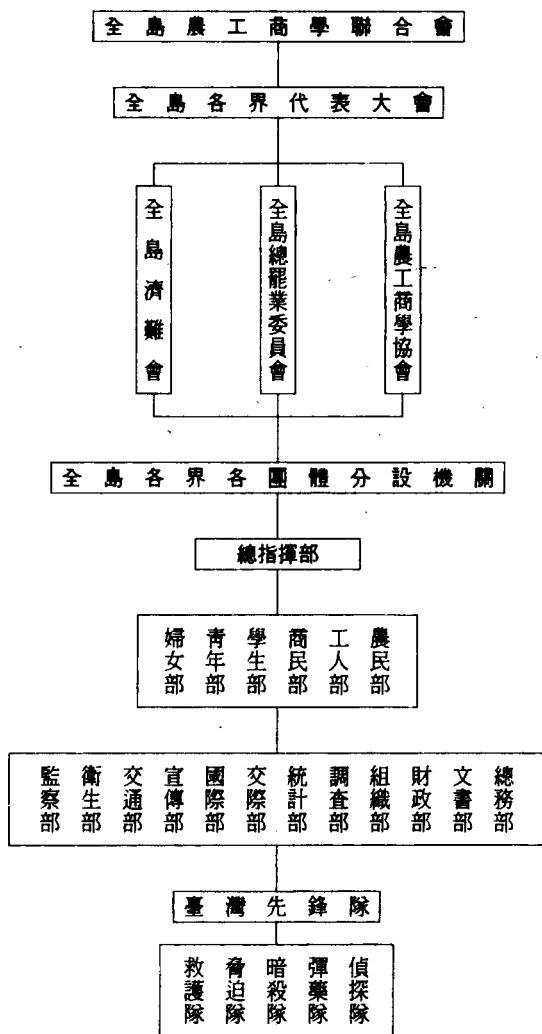 全島農工商學聯合會
全島各界代表大會
全島農工商學協會
全島總罷業委員會
全島濟難會
全島各界各團體分設機關
總指揮部
農民部
工人部
商民部
學生部
青年部
婦女部
總務部
文書部
財政部
組織部
調查部
統計部
交際部
國際部
宣傳部
交通部
衛生部
監察部
臺灣先鋒隊
偵探隊
彈藥隊
暗殺隊
脅迫隊
救護隊